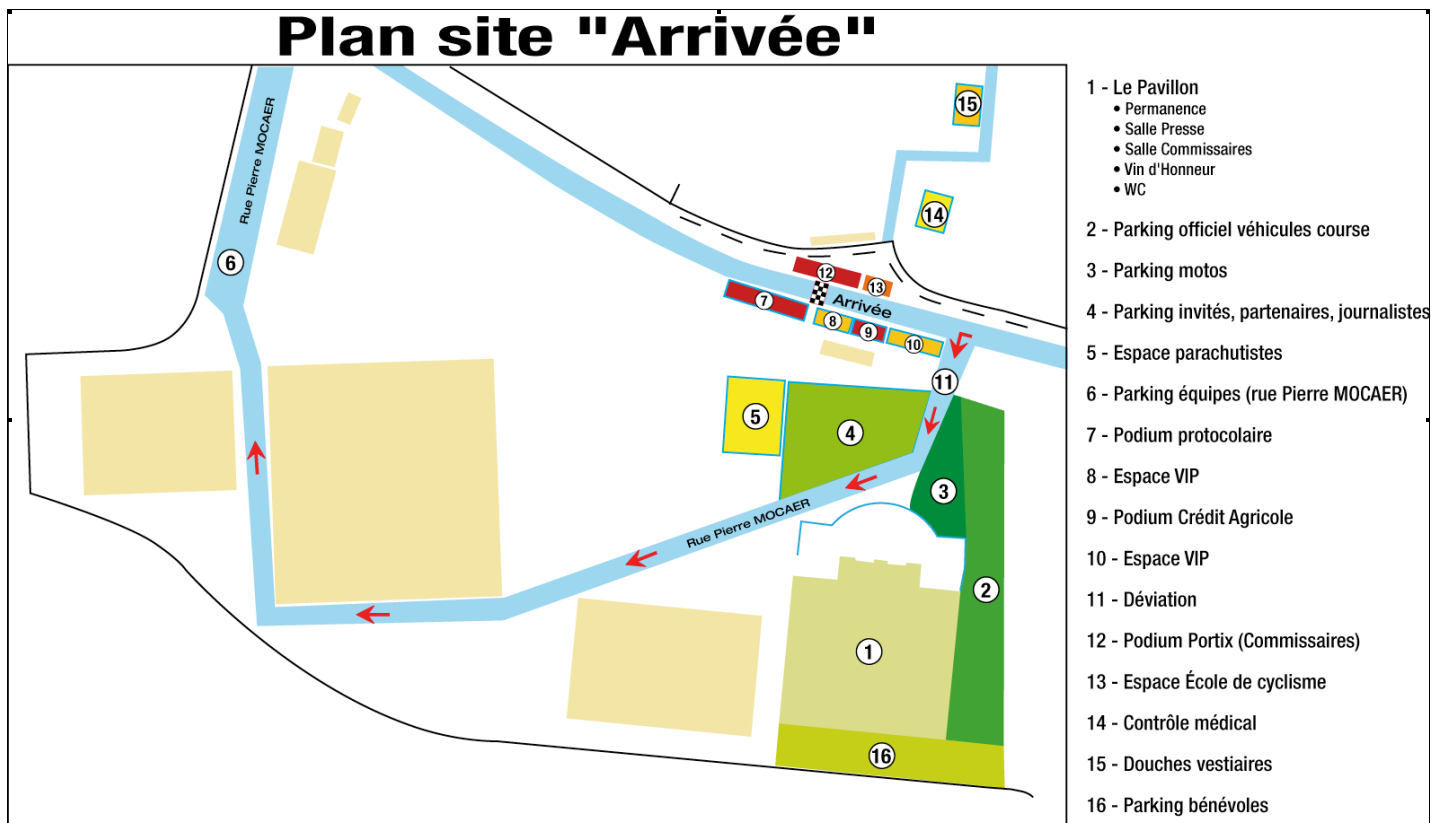 Plan site "Arrivée"
Rue Pierre MOCAER
15
14
6
12
13
7
Arrivée
8
9
10
11
5
4
3
Rue Pierre MOCAER
2
1
16
1 - Le Pavillon
• Permanence
• Salle Presse
• Salle Commissaires
• Vin d'Honneur
• WC
2 - Parking officiel véhicules course
3 - Parking motos
4 - Parking invités, partenaires, journalistes
5 - Espace parachutistes
6 - Parking équipes (rue Pierre MOCAER)
7 - Podium protocolaire
8 - Espace VIP
9 - Podium Crédit Agricole
10 - Espace VIP
11 - Déviation
12 - Podium Portix (Commissaires)
13 - Espace École de cyclisme
14 - Contrôle médical
15 - Douches vestiaires
16 - Parking bénévoles